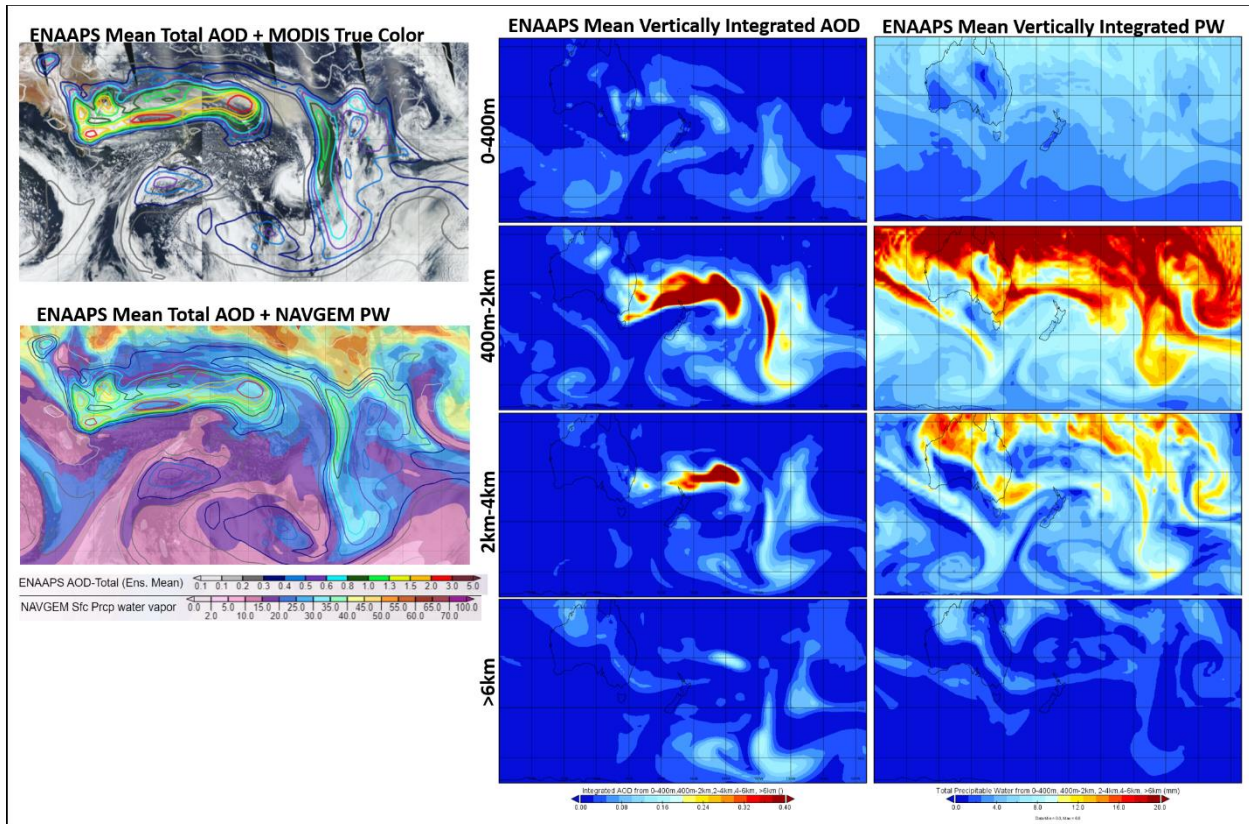 ENAAPS Mean Total AOD + MODIS True Color
ENAAPS Mean Total AOD + NAVGEM PW
ENAAPS AOD-Total (Ens. Mean)
0.1 0.1 0.2 0.3 0.4 0.5 0.6 0.8 1.0 1.3 1.5 2.0 3.0 5.0
NAVGEM Sfc Prcp water vapor
0.0 5.0 15.0 25.0 35.0 45.0 55.0 65.0 100.0
2.0 10.0 20.0 30.0 40.0 50.0 60.0 70.0
ENAAPS Mean Vertically Integrated AOD
ENAAPS Mean Vertically Integrated PW
0-400m
400m-2km
2km-4km
>6km
Integrated AOD from 0-400m,400m-2km,2-4km,4-6km, >6km ()
0.00 0.08 0.16 0.24 0.32 0.40
Total Precipitable Water from 0-400m, 400m-2km, 2-4km,4-6km, >6km (mm)
0.0 4.0 8.0 12.0 16.0 20.0